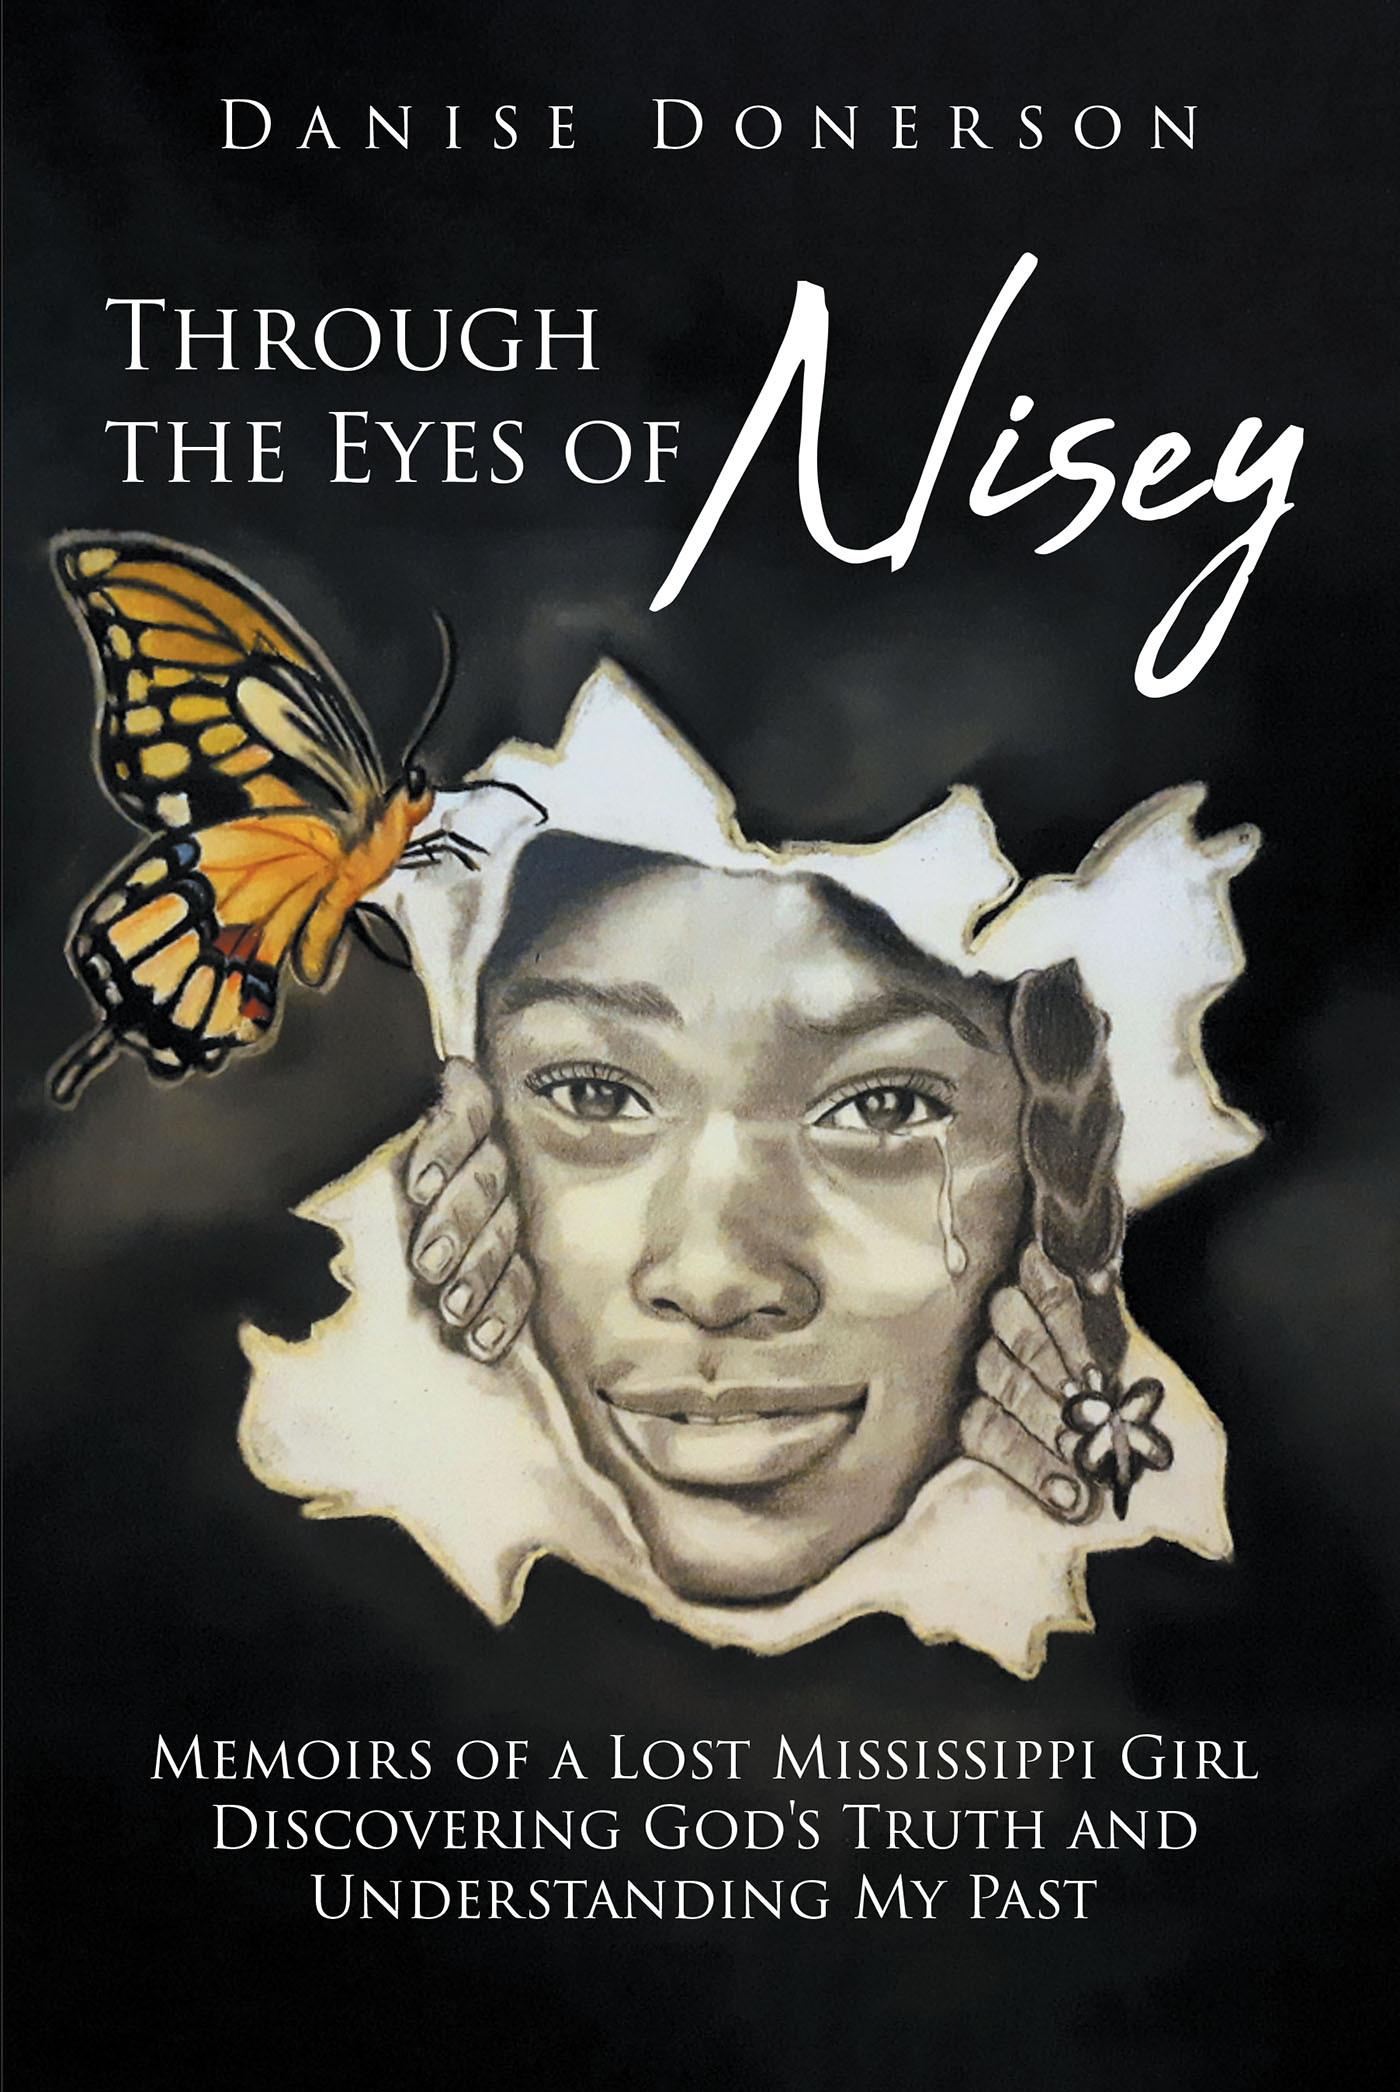 DANISE DONERSON
THROUGH
THE EYES OF Nisey
MEMOIRS OF A LOST MISSISSIPPI GIRL
DISCOVERING GOD'S TRUTH AND
UNDERSTANDING MY PAST